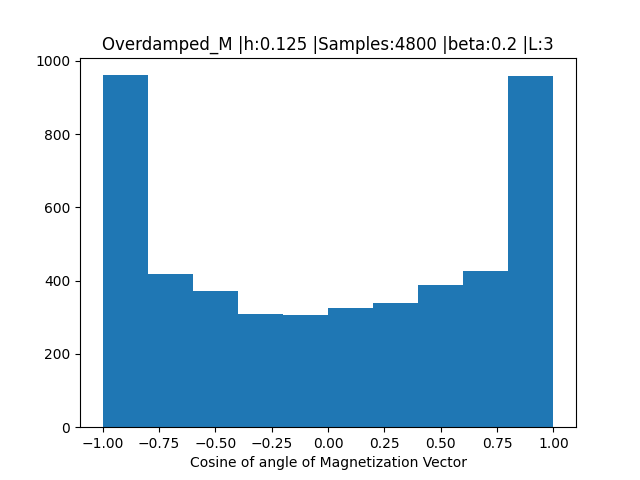 Overdamped_M |h:0.125 |Samples:4800 |beta:0.2 |L:3
1000
800
600
400
200
0
−1.00 −0.75 −0.50 −0.25 0.00 0.25 0.50 0.75 1.00
Cosine of angle of Magnetization Vector